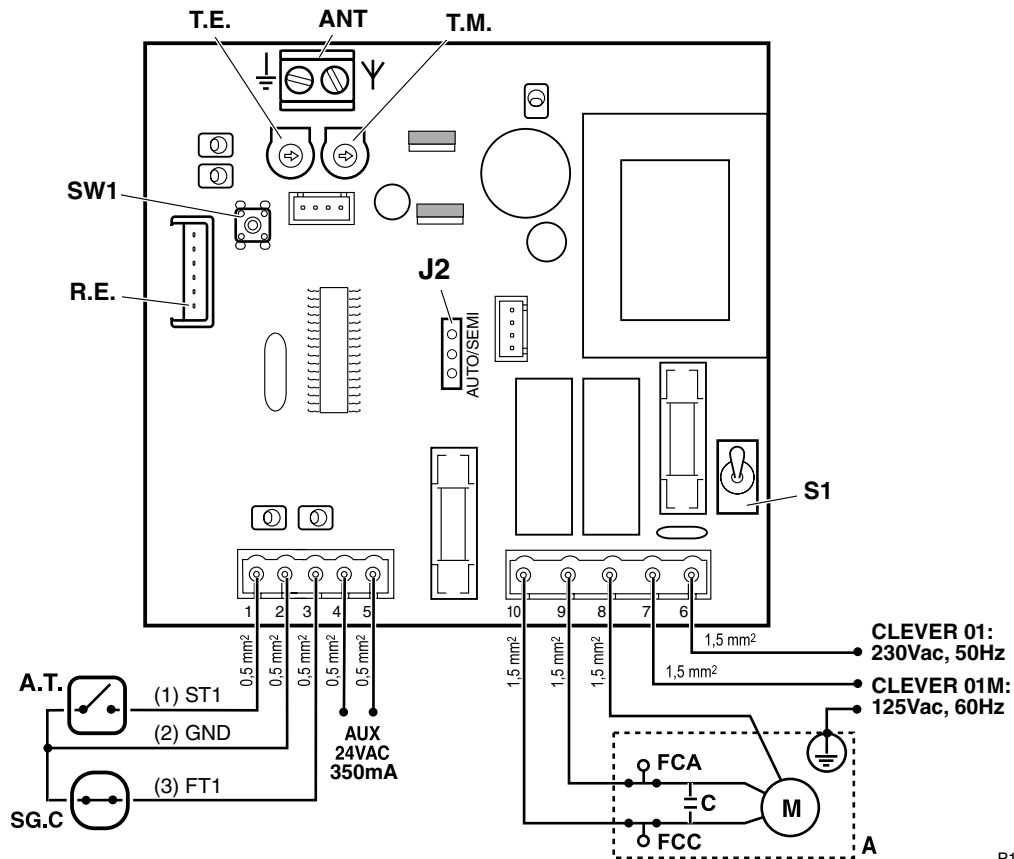 T.E.
ANT
T.M.
SW1
R.E.
J2
AUTO/SEMI
S1
1 2 3 4 5
10 9 8 7 6
0,5 mm²
0,5 mm²
0,5 mm²
0,5 mm²
0,5 mm²
1,5 mm²
1,5 mm²
1,5 mm²
1,5 mm²
1,5 mm²
CLEVER 01:
230Vac, 50Hz
CLEVER 01M:
125Vac, 60Hz
A.T.
(1) ST1
(2) GND
(3) FT1
SG.C
AUX
24VAC
350mA
FCA
C
M
FCC
A